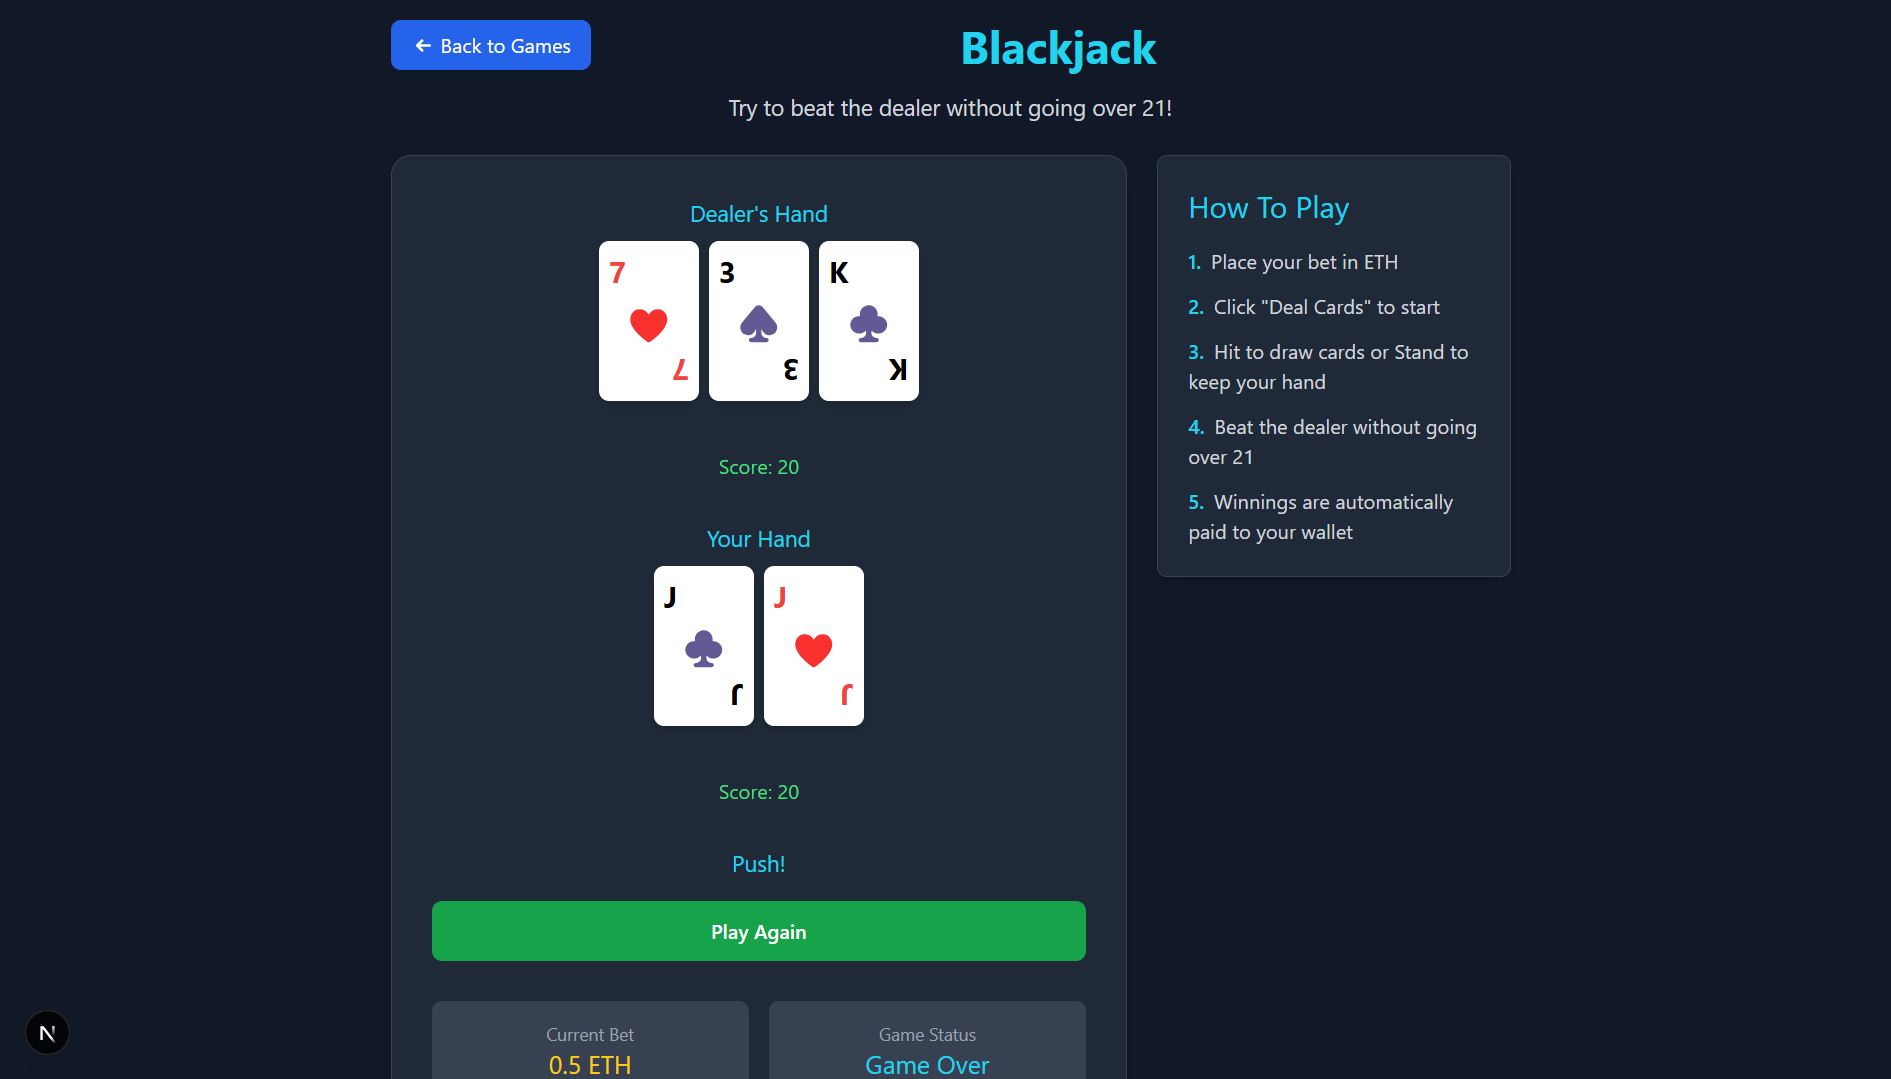 Back to Games
Blackjack
Try to beat the dealer without going over 21!
Dealer's Hand
7
7
3
3
K
K
Score: 20
Your Hand
J
J
J
J
Score: 20
Push!
Play Again
Current Bet
0.5 ETH
Game Status
Game Over
How To Play
1. Place your bet in ETH
2. Click "Deal Cards" to start
3. Hit to draw cards or Stand to
keep your hand
4. Beat the dealer without going
over 21
5. Winnings are automatically
paid to your wallet
N